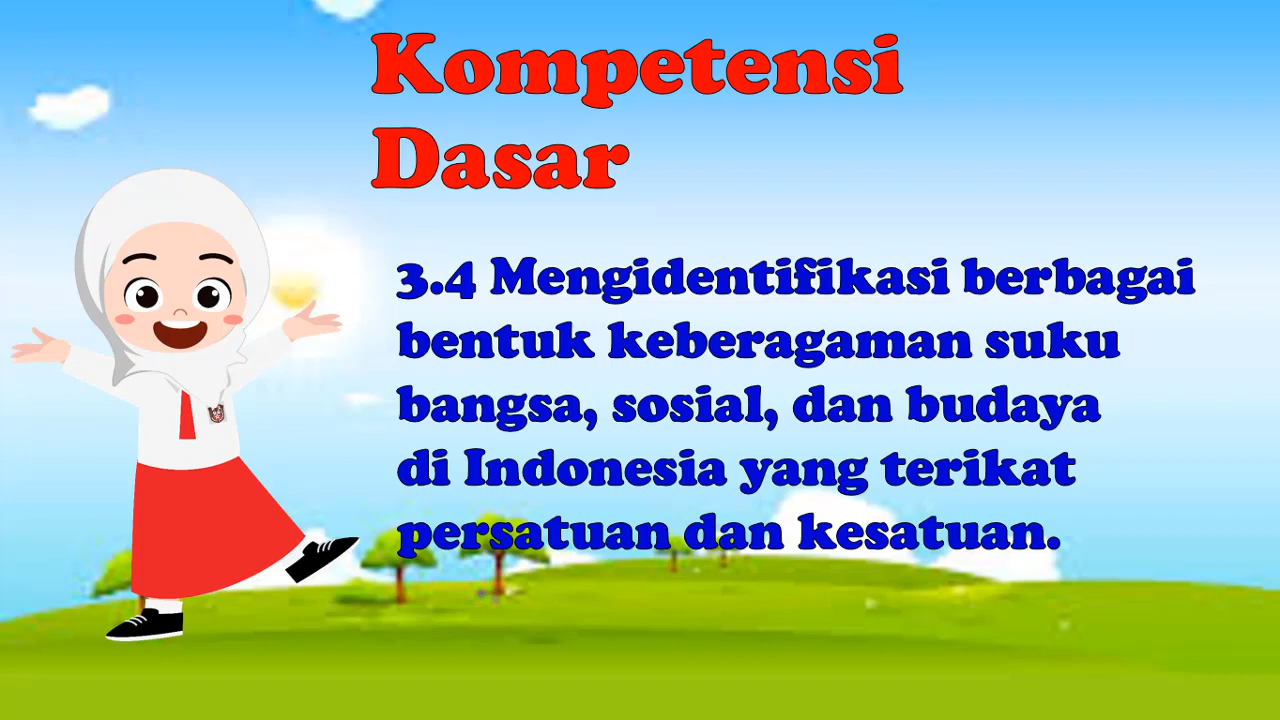 Kompetensi
Dasar
3.4 Mengidentifikasi berbagai
bentuk keberagaman suku
bangsa, sosial, dan budaya
di Indonesia yang terikat
persatuan dan kesatuan.